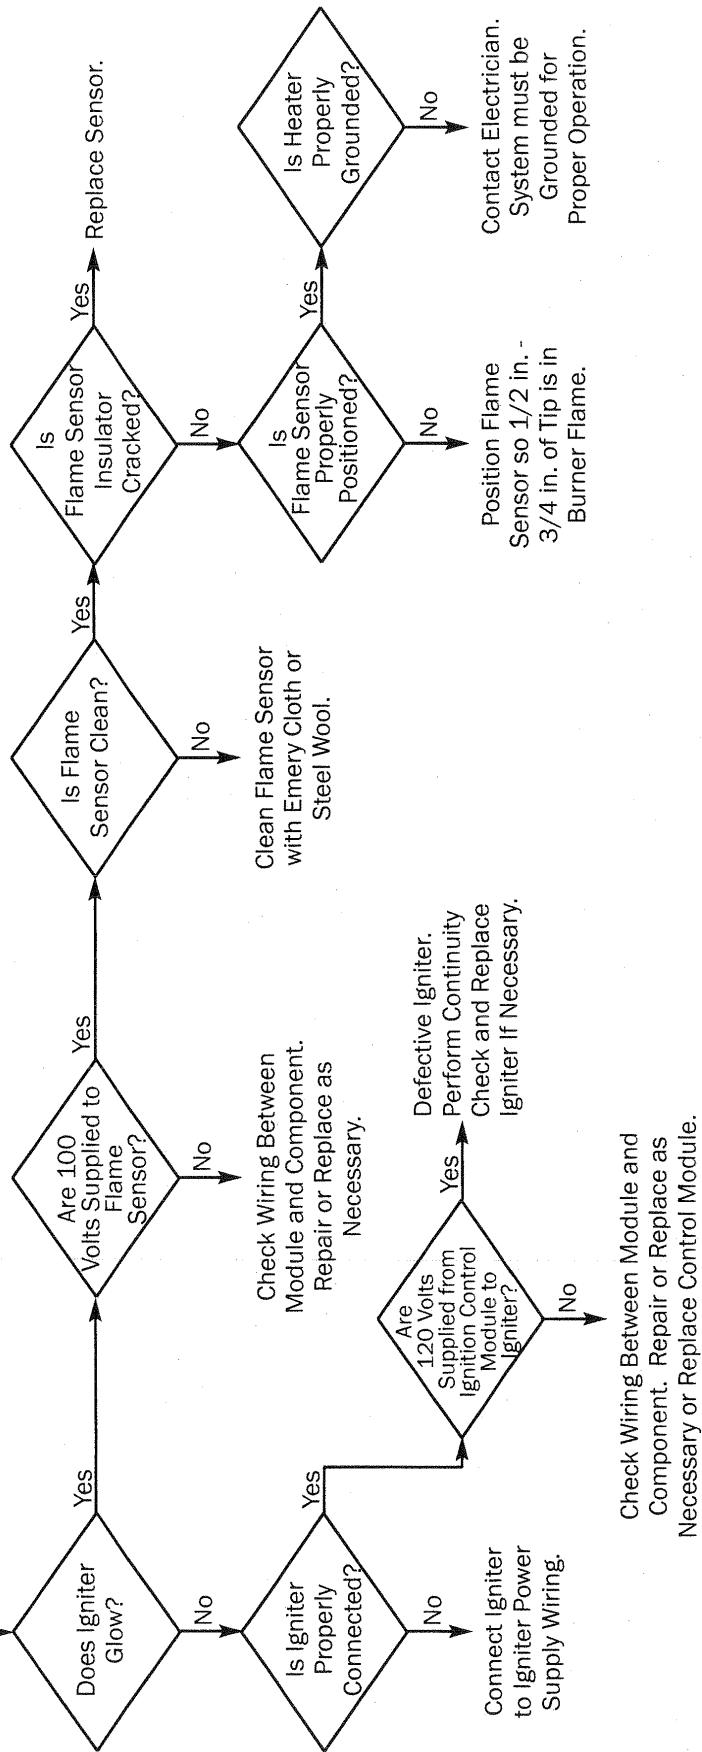 Does Igniter
Glow?
Yes
No
Are 100
Volts Supplied to
Flame
Sensor?
Yes
No
Check Wiring Between
Module and Component.
Repair or Replace as
Necessary.
Is Flame
Sensor Clean?
Yes
No
Clean Flame Sensor
with Emery Cloth or
Steel Wool.
Is
Flame Sensor
Insulator
Cracked?
Yes
Replace Sensor.
No
Is
Flame Sensor
Properly
Positioned?
Yes
No
Position Flame
Sensor so 1/2 in. -
3/4 in. of Tip is in
Burner Flame.
Is Heater
Properly
Grounded?
No
Contact Electrician.
System must be
Grounded for
Proper Operation.
Is Igniter
Properly
Connected?
Yes
No
Connect Igniter
to Igniter Power
Supply Wiring.
Are
120 Volts
Supplied from
Ignition Control
Module to
Igniter?
Yes
Defective Igniter.
Perform Continuity
Check and Replace
Igniter If Necessary.
No
Check Wiring Between Module and
Component. Repair or Replace as
Necessary or Replace Control Module.